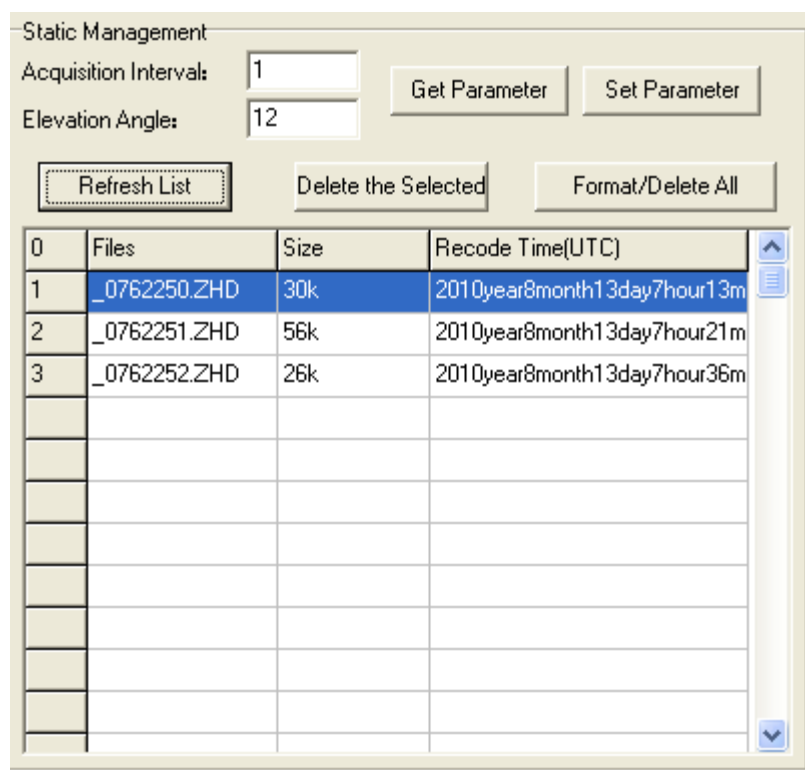 Static Management
Acquisition Interval: 1
Get Parameter Set Parameter
Elevation Angle: 12
Refresh List Delete the Selected Format/Delete All
0 Files Size Recode Time(UTC)
1 _0762250.ZHD 30k 2010year8month13day7hour13m
2 _0762251.ZHD 56k 2010year8month13day7hour21m
3 _0762252.ZHD 26k 2010year8month13day7hour36m